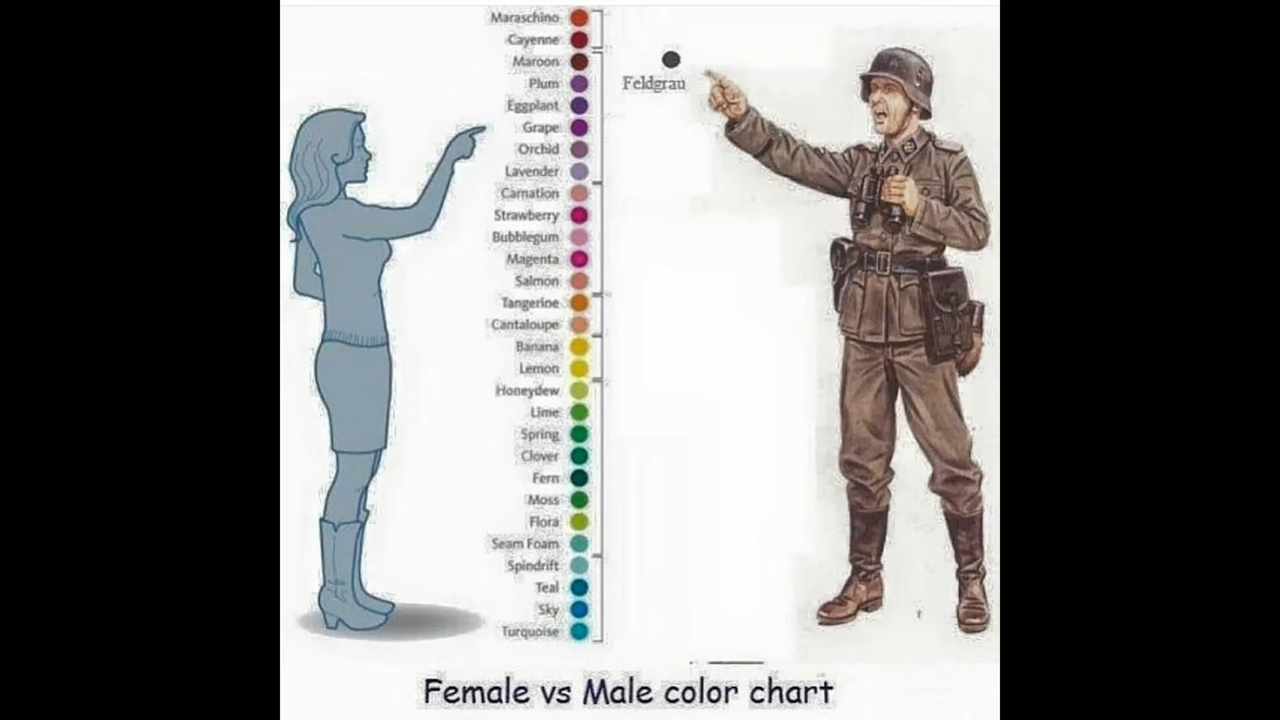 Maraschino
Cayenne
Maroon
Plum
Eggplant
Grape
Orchid
Lavender
Carnation
Strawberry
Bubblegum
Magenta
Salmon
Tangerine
Cantaloupe
Banana
Lemon
Honeydew
Lime
Spring
Clover
Fern
Moss
Flora
Seam Foam
Spindrift
Teal
Sky
Turquoise
Feldgrau
Female vs Male color chart